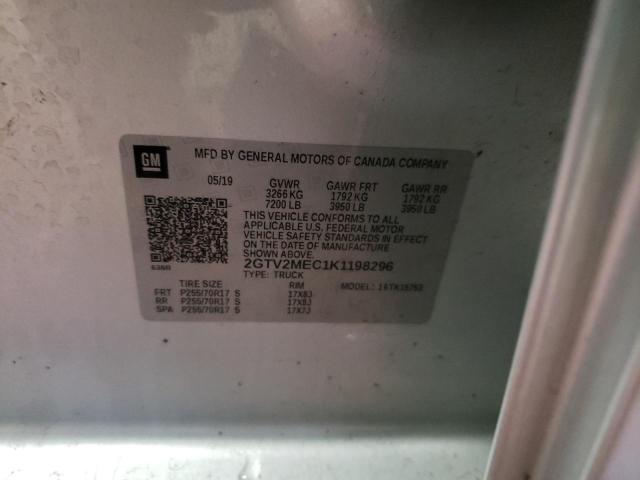 GM
MFD BY GENERAL MOTORS OF CANADA COMPANY
05/19 GVWR GAWR FRT GAWR RR
3266 KG 1792 KG 1792 KG
7200 LB 3950 LB 3950 LB
THIS VEHICLE CONFORMS TO ALL
APPLICABLE U.S. FEDERAL MOTOR
VEHICLE SAFETY STANDARDS IN EFFECT
ON THE DATE OF MANUFACTURE
SHOWN ABOVE.
2GTV2MEC1K1198296
TYPE: TRUCK
TIRE SIZE RIM MODEL:
FRT P255/70R17 S 17X8J
RR P255/70R17 S 17X8J
SPA P255/70R17 S 17X7J